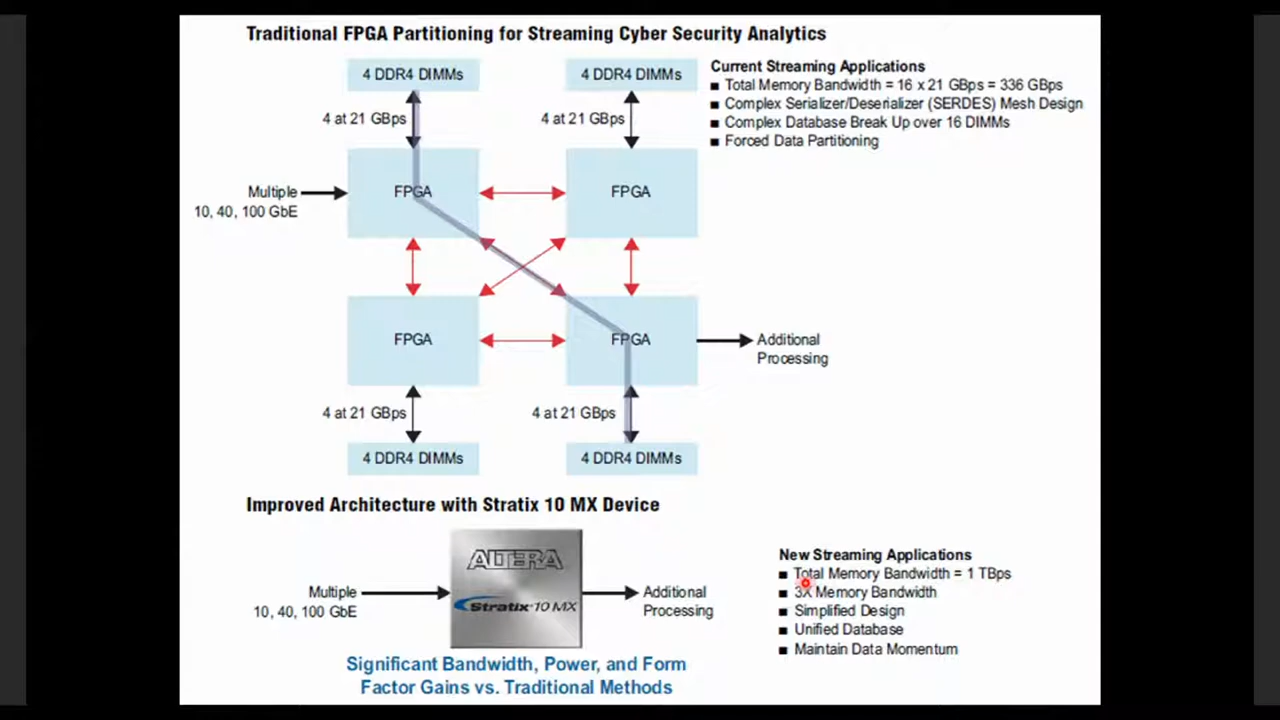 Traditional FPGA Partitioning for Streaming Cyber Security Analytics
4 DDR4 DIMMs
4 DDR4 DIMMs
Current Streaming Applications
■ Total Memory Bandwidth = 16 x 21 GBps = 336 GBps
■ Complex Serializer/Deserializer (SERDES) Mesh Design
■ Complex Database Break Up over 16 DIMMs
■ Forced Data Partitioning
4 at 21 GBps
4 at 21 GBps
Multiple
10, 40, 100 GbE
FPGA
FPGA
FPGA
FPGA
Additional
Processing
4 at 21 GBps
4 at 21 GBps
4 DDR4 DIMMs
4 DDR4 DIMMs
Improved Architecture with Stratix 10 MX Device
Multiple
10, 40, 100 GbE
ALTERA
Stratix 10 MX
Additional
Processing
New Streaming Applications
■ Total Memory Bandwidth = 1 TBps
■ 3X Memory Bandwidth
■ Simplified Design
■ Unified Database
■ Maintain Data Momentum
Significant Bandwidth, Power, and Form
Factor Gains vs. Traditional Methods